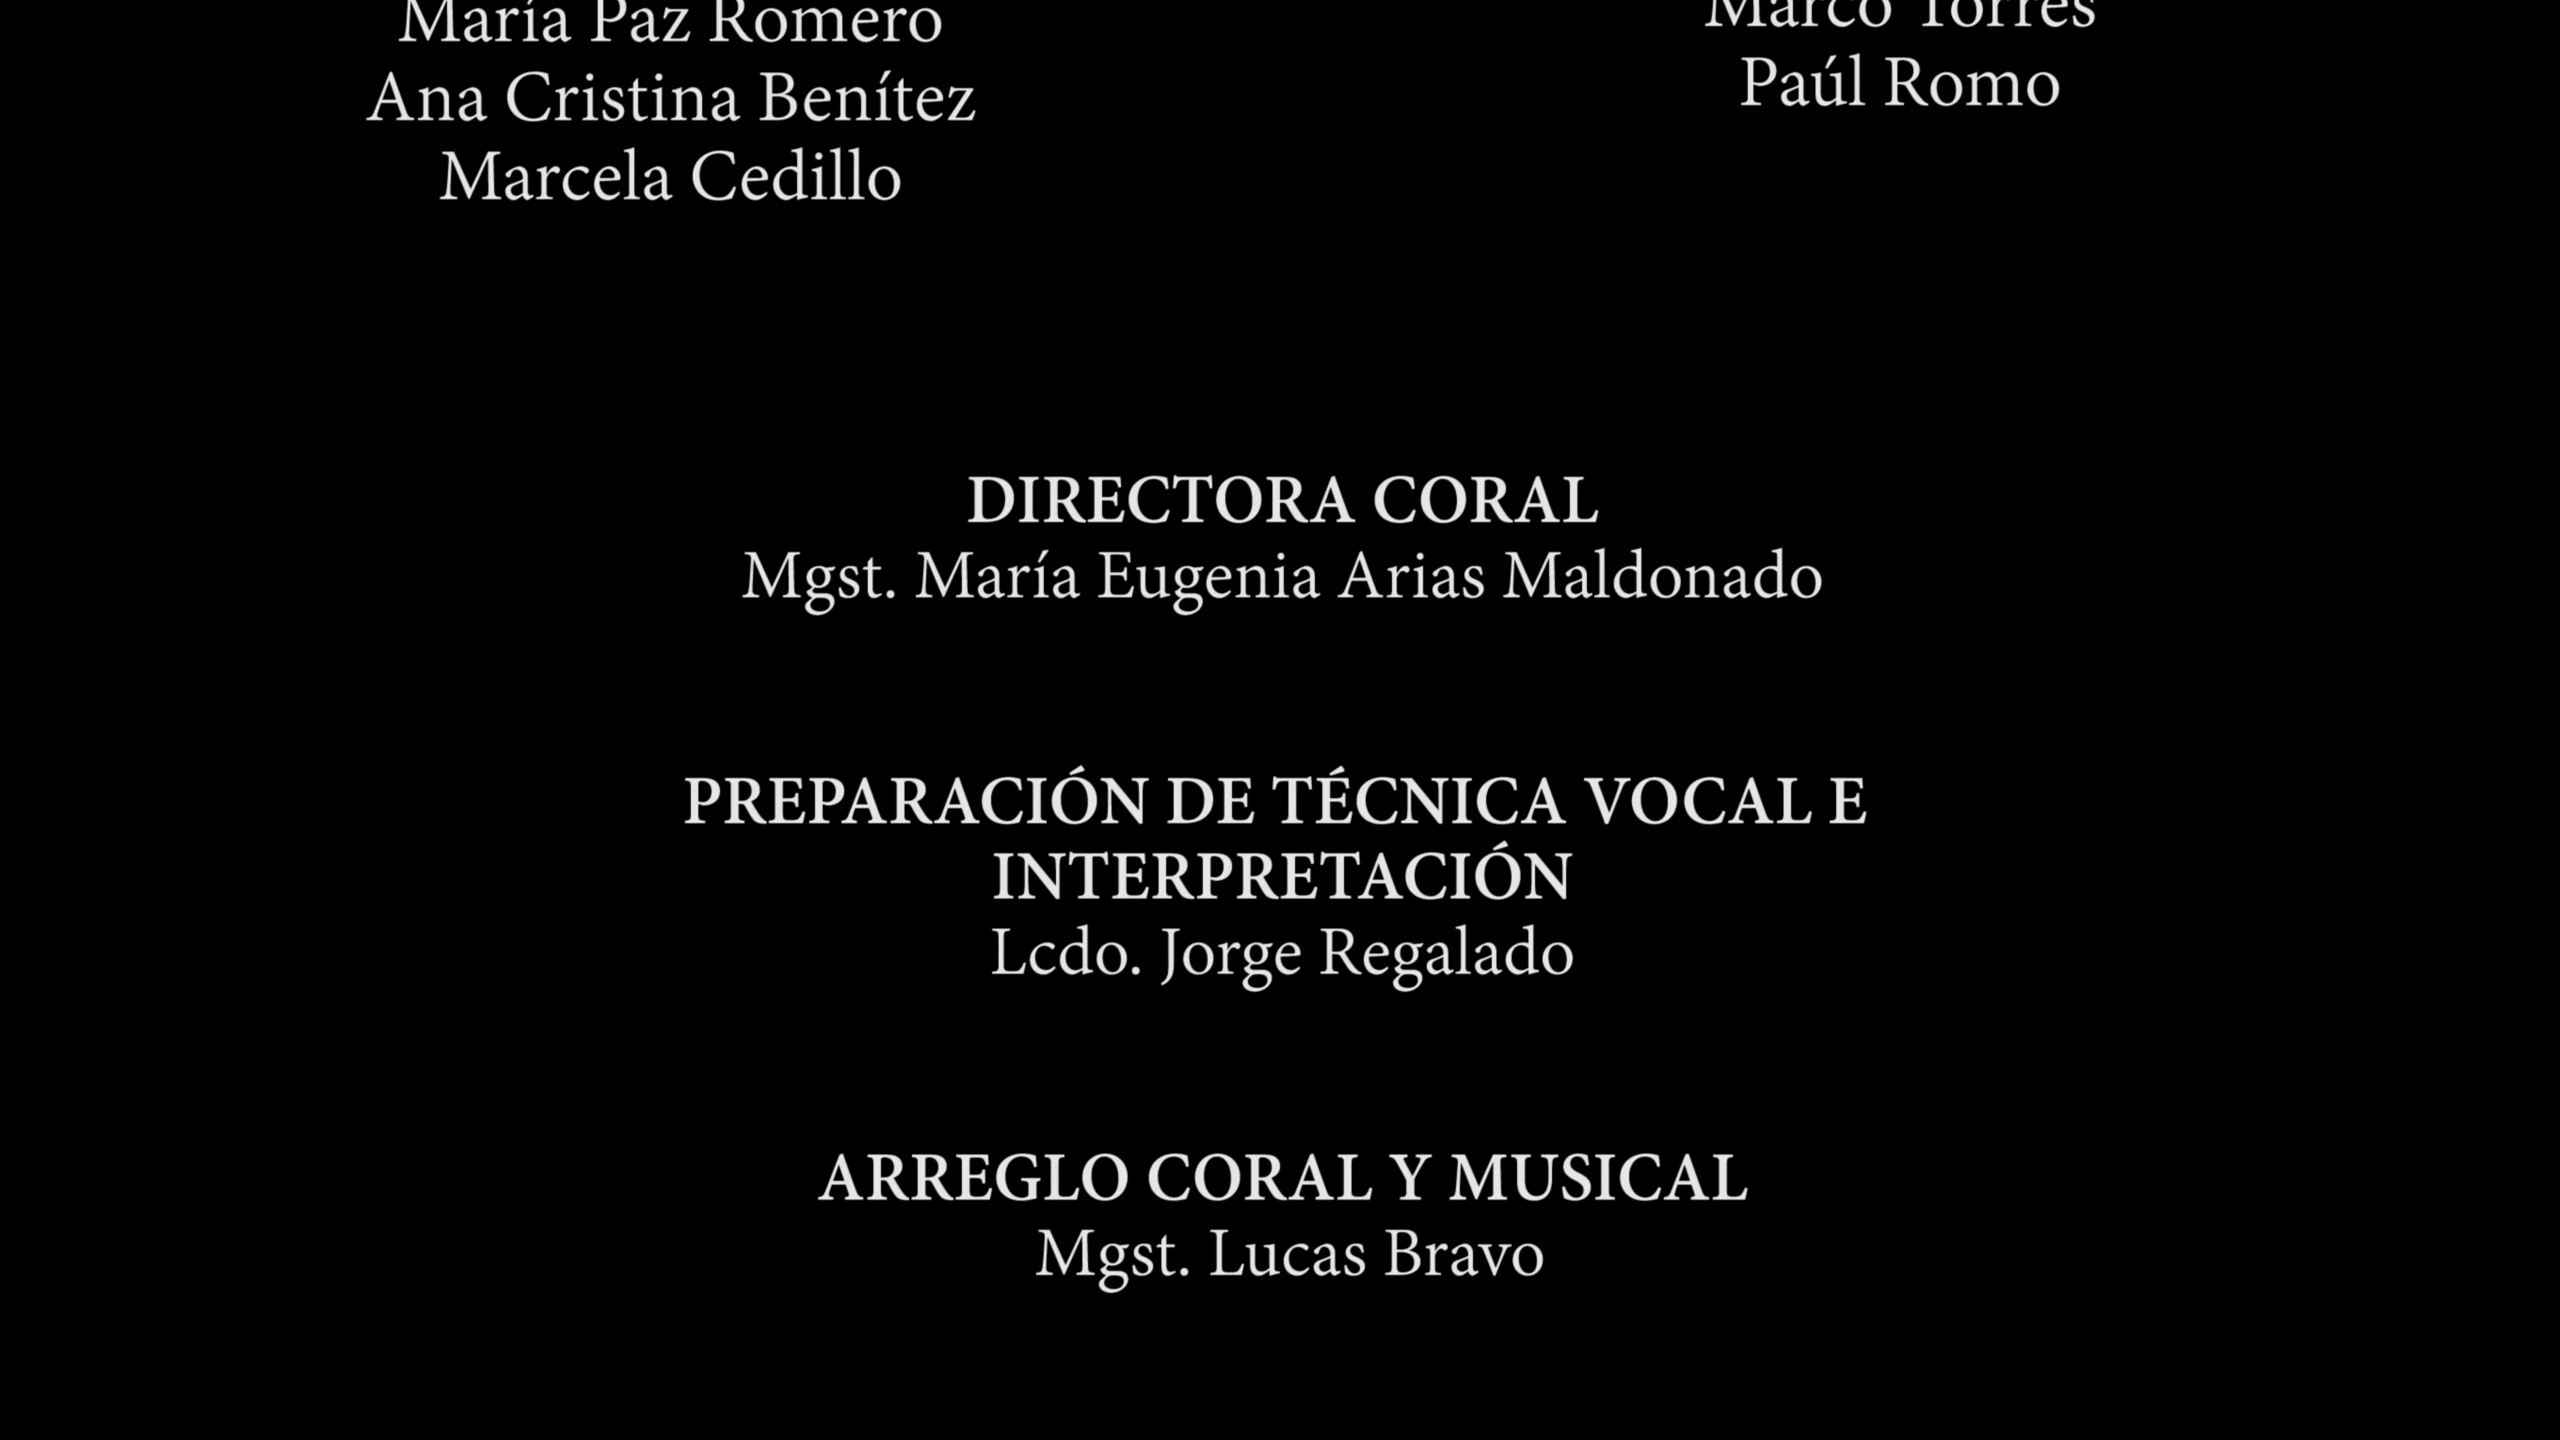 María Paz Romero
Ana Cristina Benítez
Marcela Cedillo
Marco Torres
Paúl Romo
DIRECTORA CORAL
Mgst. María Eugenia Arias Maldonado
PREPARACIÓN DE TÉCNICA VOCAL E
INTERPRETACIÓN
Lcdo. Jorge Regalado
ARREGLO CORAL Y MUSICAL
Mgst. Lucas Bravo